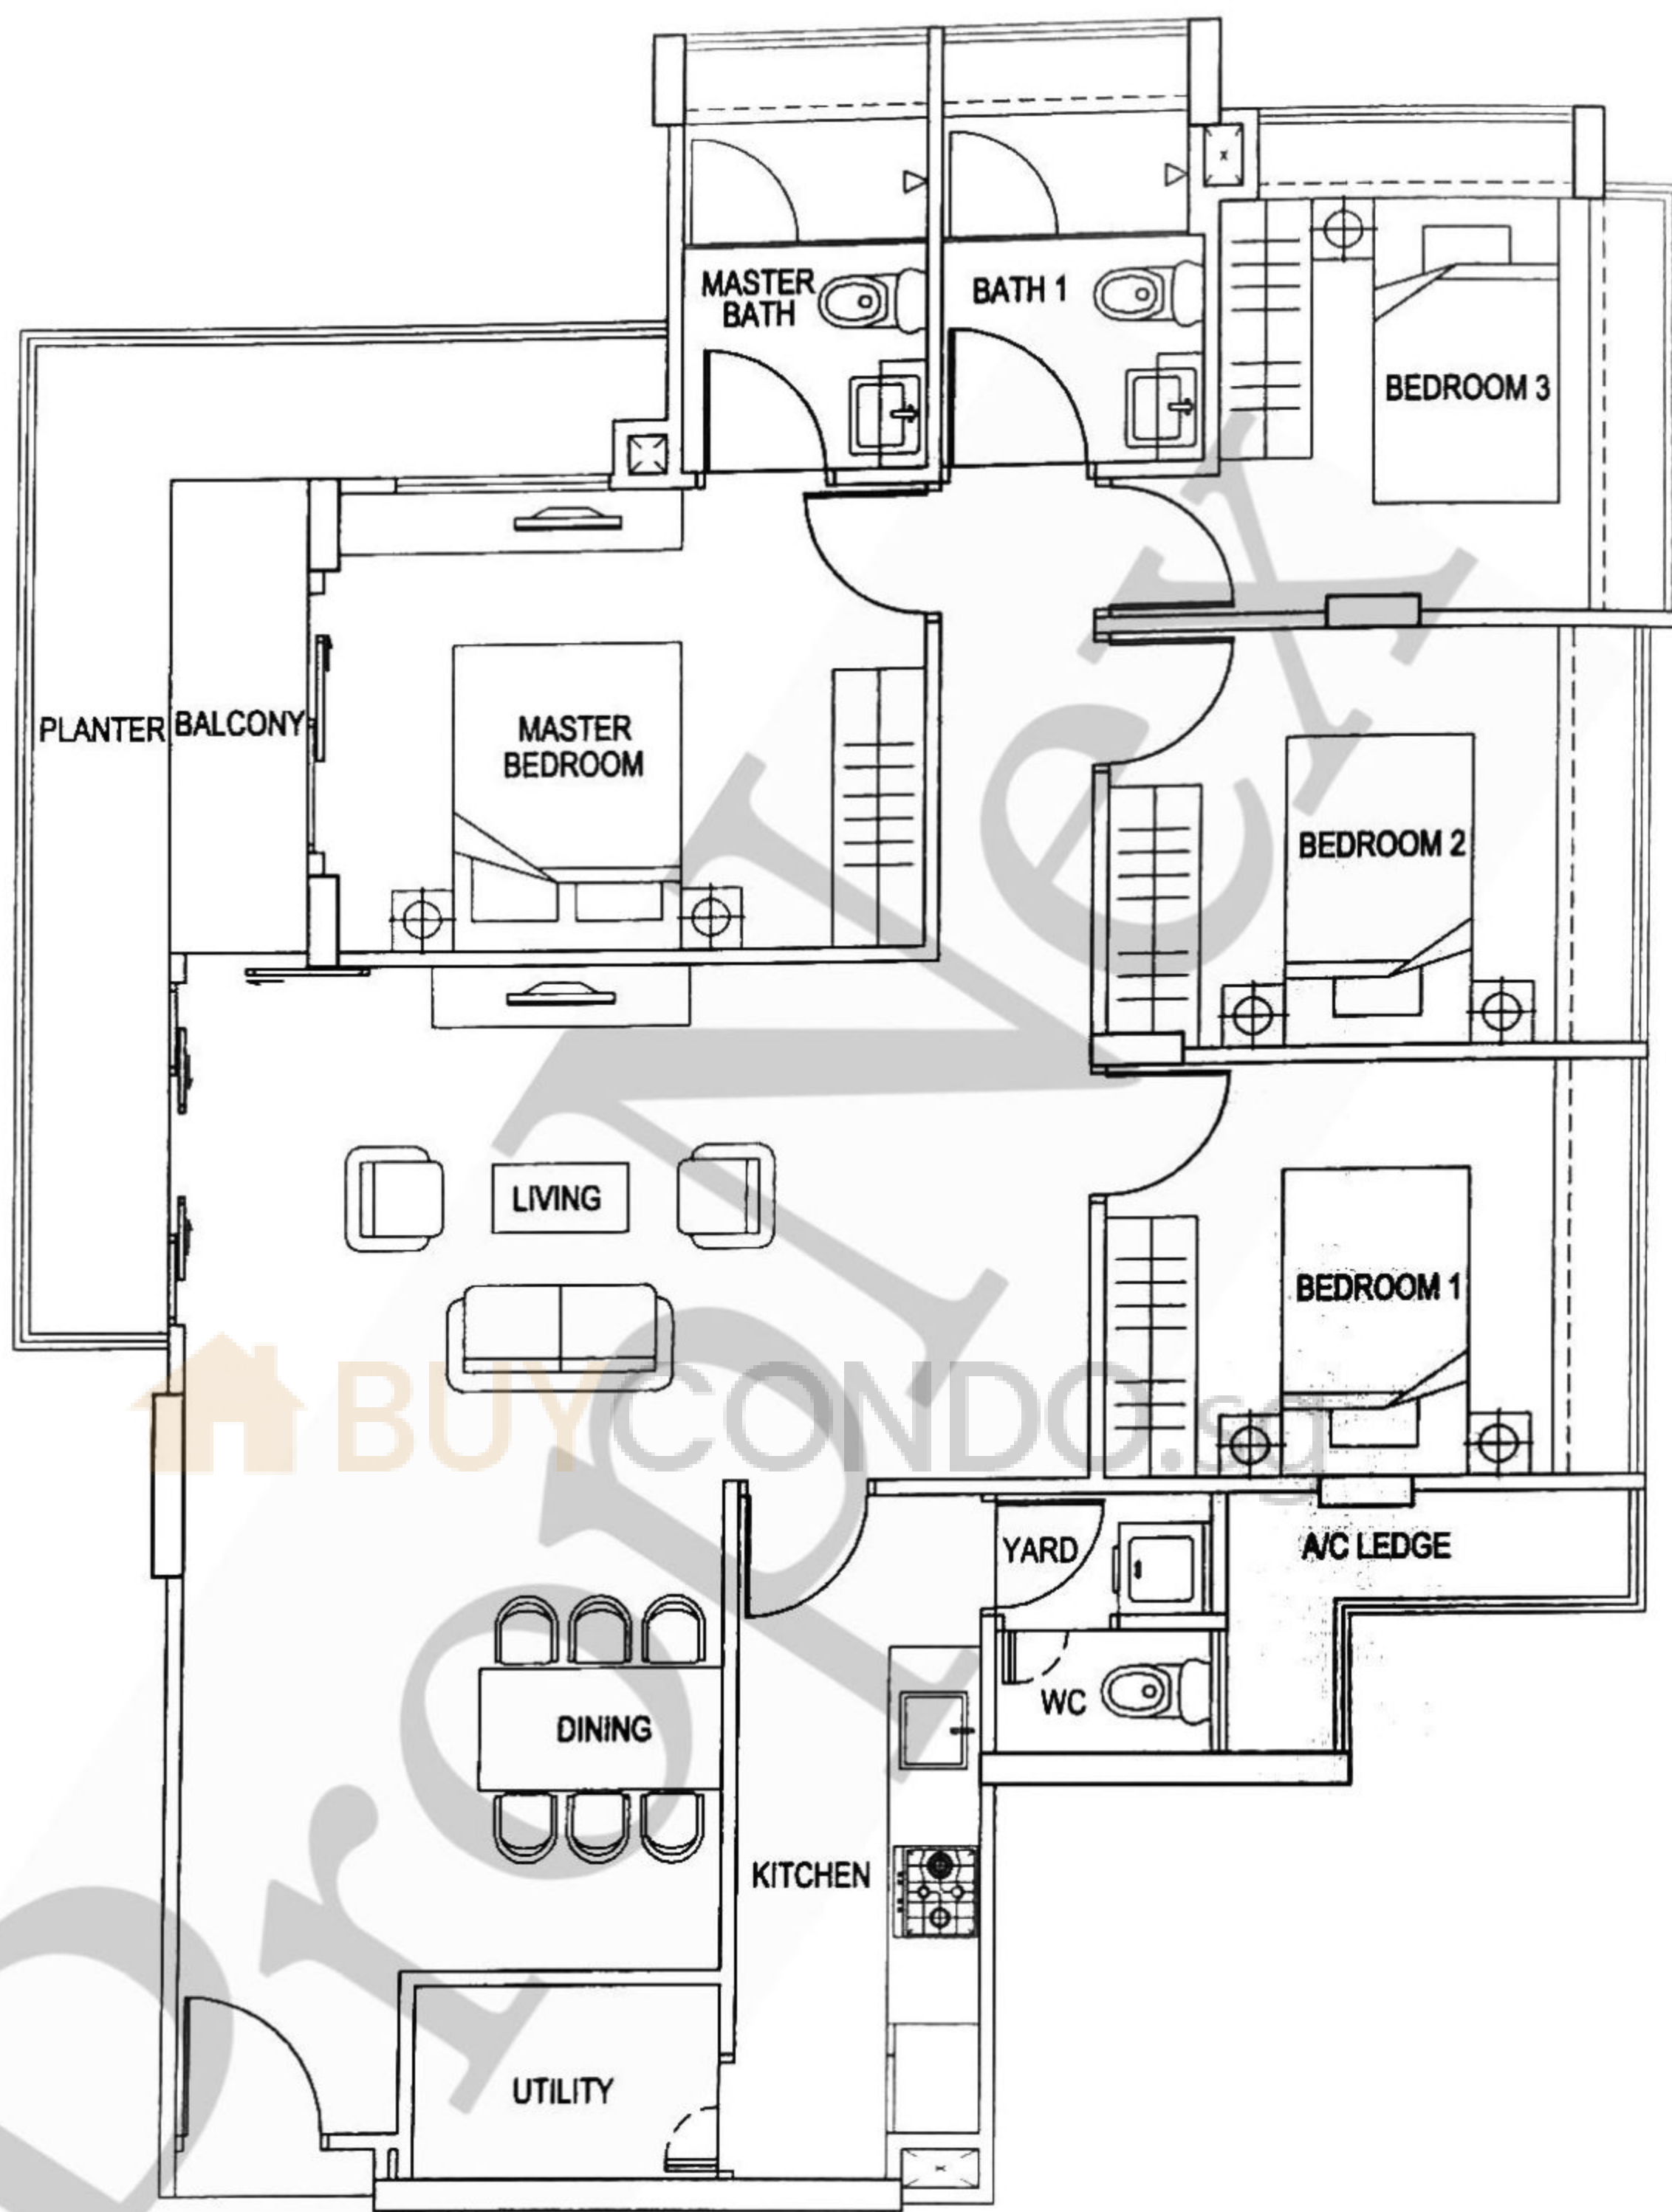 MASTER
BATH
BATH 1
BEDROOM 3
PLANTER
BALCONY
MASTER
BEDROOM
BEDROOM 2
LIVING
BEDROOM 1
BUYCONDO.sg
YARD
A/C LEDGE
WC
DINING
KITCHEN
UTILITY
PropNex